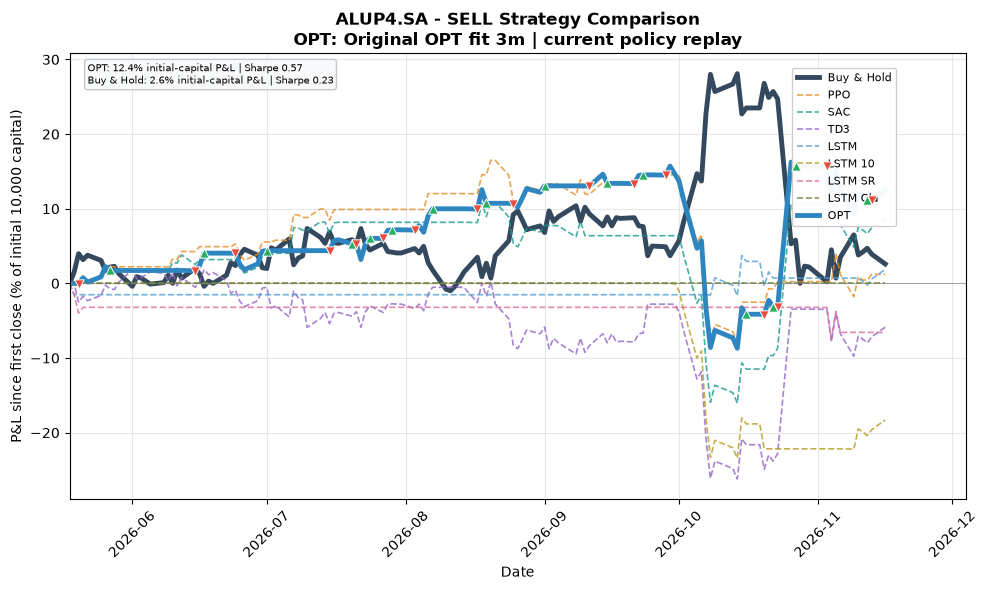 ALUP4.SA - SELL Strategy Comparison
OPT: Original OPT fit 3m | current policy replay
OPT: 12.4% initial-capital P&L | Sharpe 0.57
Buy & Hold: 2.6% initial-capital P&L | Sharpe 0.23
Buy & Hold
PPO
SAC
TD3
LSTM
LSTM 10
LSTM SR
LSTM
OPT
P&L since first close (% of initial 10,000 capital)
30
20
10
0
−10
−20
2026-06
2026-07
2026-08
2026-09
2026-10
2026-11
2026-12
Date